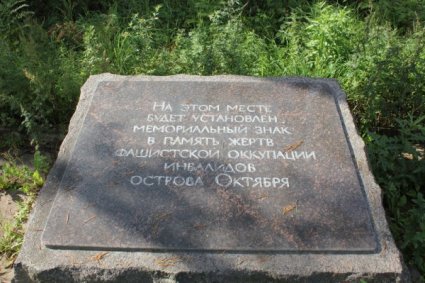 На этом месте
будет установлен
мемориальный знак
в память жертв
фашистской оккупации
инвалидов
острова Октября